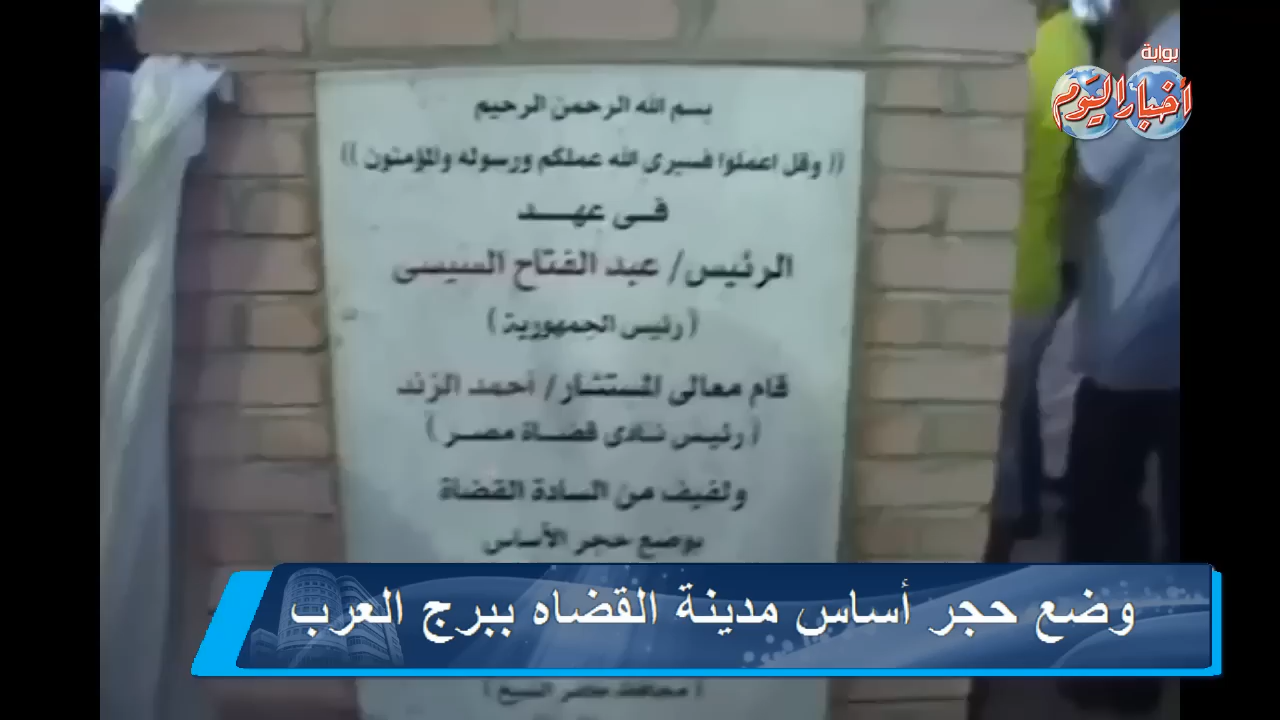 بوابة
أخبار اليوم
بسم الله الرحمن الرحيم
(( وقل اعملوا فسيرى الله عملكم ورسوله والمؤمنون ))
فى عهد
الرئيس/ عبد الفتاح السيسى
( رئيس الجمهورية )
قام معالى المستشار/ أحمد الزند
( رئيس نادى قضاة مصر )
ولفيف من السادة القضاة
بوضع حجر الأساس
وضع حجر أساس مدينة القضاه ببرج العرب